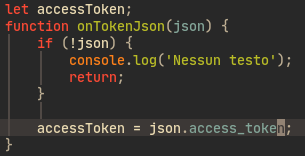 let accessToken;
function onTokenJson(json) {
    if (!json) {
        console.log('Nessun testo');
        return;
    }

    accessToken = json.access_token;
}